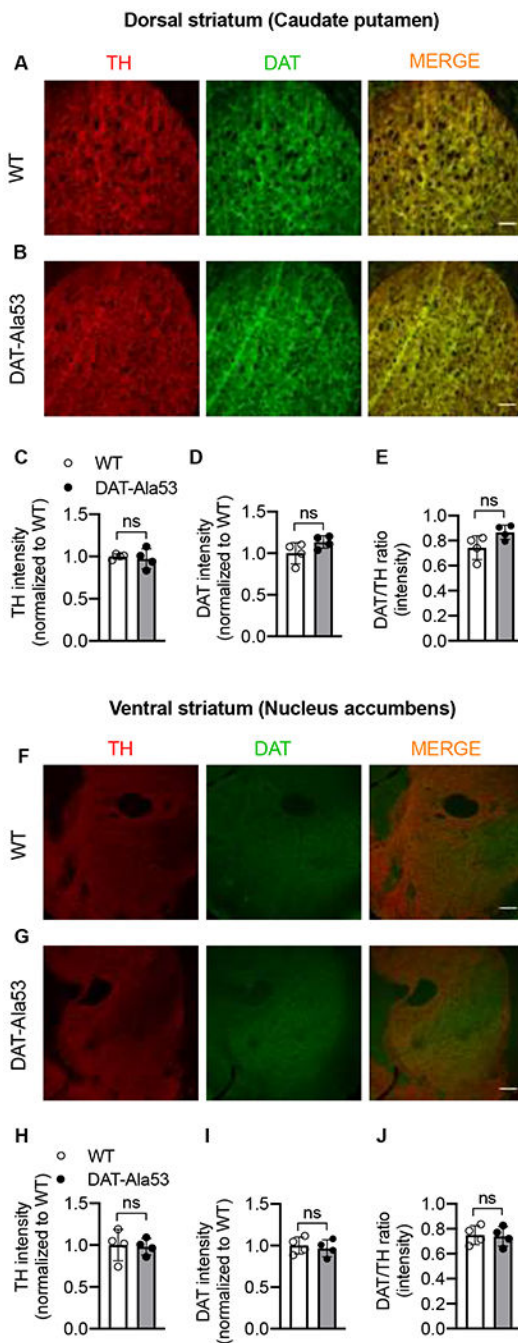 Dorsal striatum (Caudate putamen)
A TH DAT MERGE
WT
B
DAT-Ala53
C WT D E
DAT-Ala53
TH intensity
(normalized to WT)
1.5
1.0
0.5
0.0
ns
DAT intensity
(normalized to WT)
1.5
1.0
0.5
0.0
ns
DAT/TH ratio
(intensity)
1.0
0.8
0.6
0.4
0.2
0.0
ns
Ventral striatum (Nucleus accumbens)
F TH DAT MERGE
WT
G
DAT-Ala53
H WT I J
DAT-Ala53
TH intensity
(normalized to WT)
1.5
1.0
0.5
0.0
ns
DAT intensity
(normalized to WT)
1.5
1.0
0.5
0.0
ns
DAT/TH ratio
(intensity)
1.0
0.8
0.6
0.4
0.2
0.0
ns